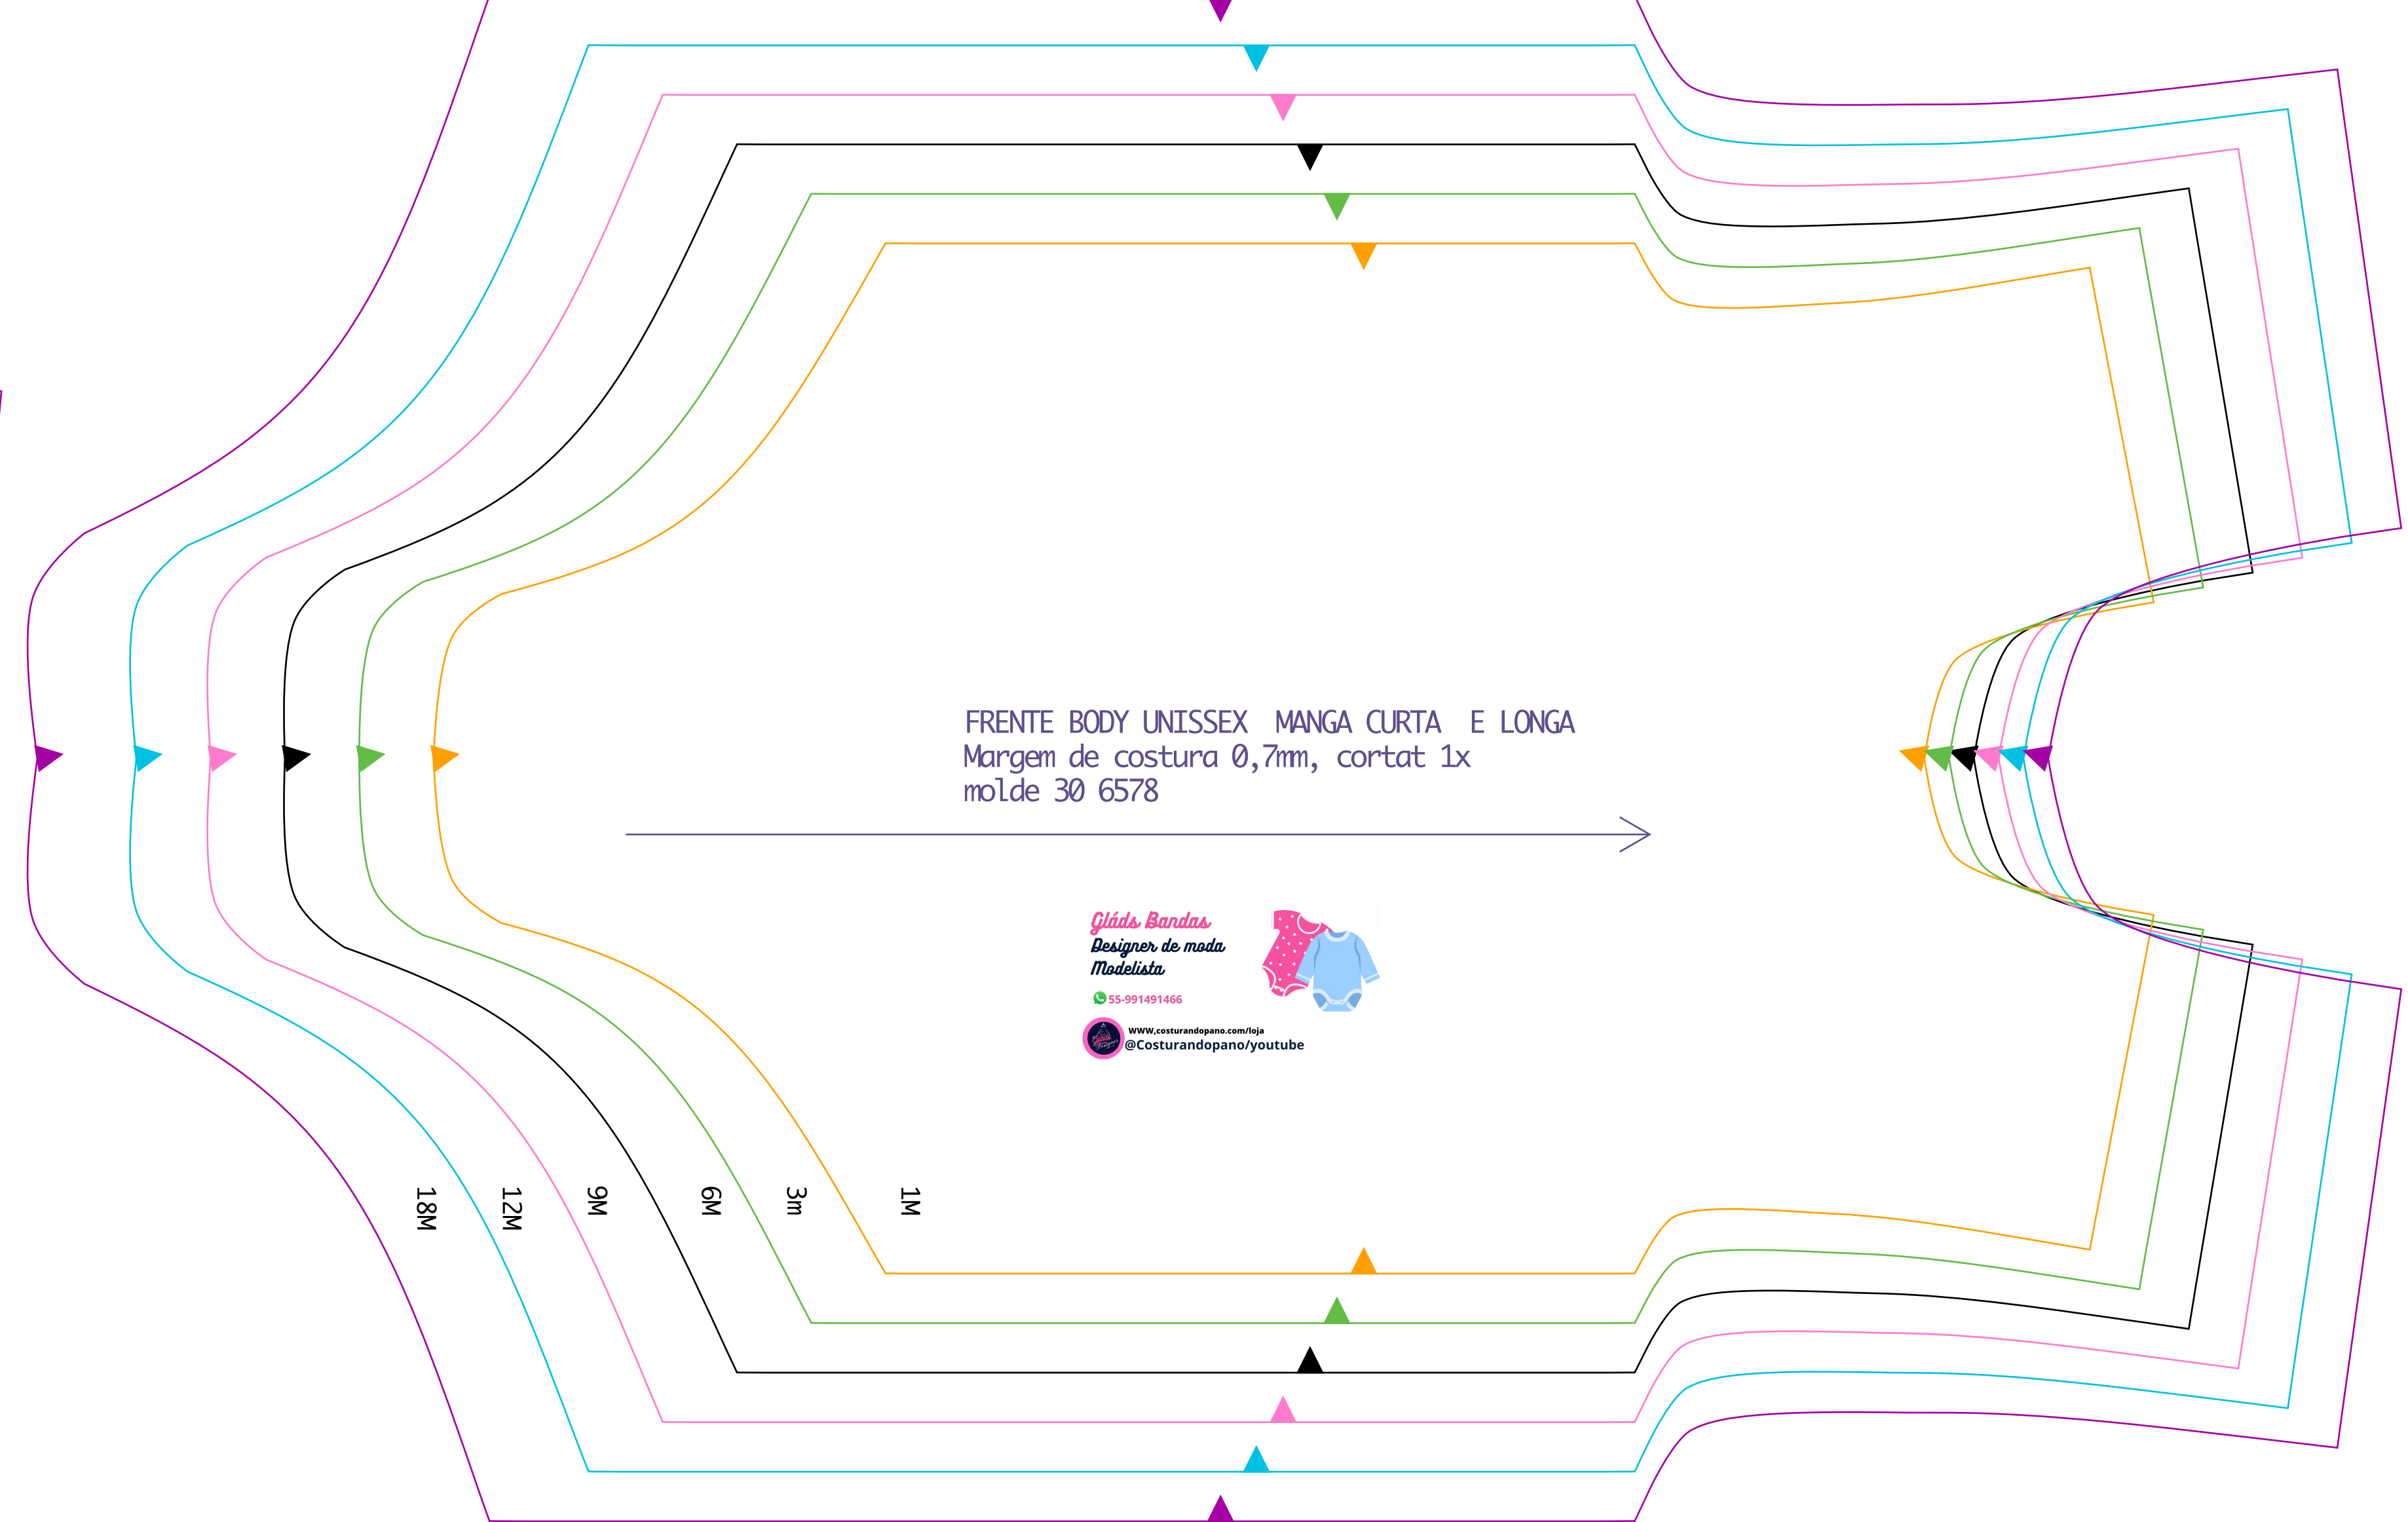 FRENTE BODY UNISSEX  MANGA CURTA  E LONGA
Margem de costura 0,7mm, cortat 1x
molde 30 6578
Gláds Bandas
Designer de moda
Modelista
55-991491466
WWW,costurandopano.com/loja
@Costurandopano/youtube
18M
12M
9M
6M
3m
1M